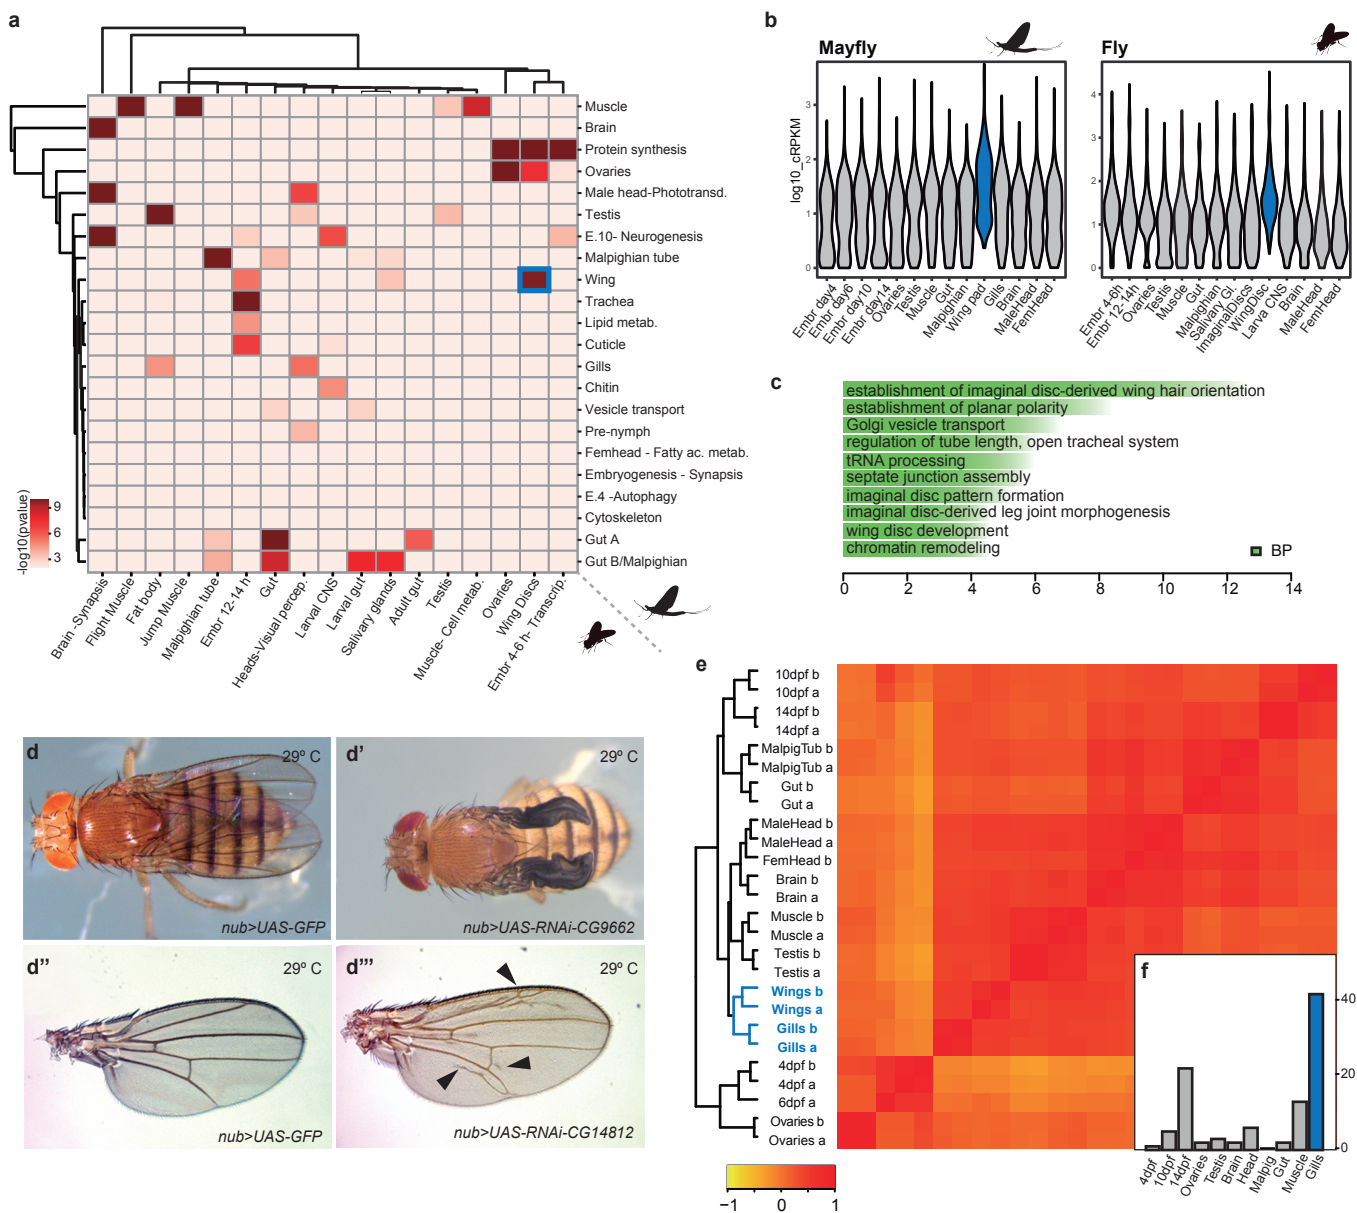 a
Muscle
Brain
Protein synthesis
Ovaries
Male head-Phototransd.
Testis
E.10- Neurogenesis
Malpighian tube
Wing
Trachea
Lipid metab.
Cuticle
Gills
Chitin
Vesicle transport
Pre-nymph
Femhead - Fatty ac. metab.
Embryogenesis - Synapsis
E.4 -Autophagy
Cytoskeleton
Gut A
Gut B/Malpighian
-log10(pvalue)
9
6
3
Brain -Synapsis
Flight Muscle
Fat body
Jump Muscle
Malpighian tube
Embr 12-14 h
Gut
Heads-Visual percep.
Larval CNS
Larval gut
Salivary glands
Adult gut
Testis
Muscle- Cell metab.
Ovaries
Wing Discs
Embr 4-6 h- Transcrip.
b
Mayfly
log10_cRPKM
3
2
1
0
Embr day4
Embr day6
Embr day10
Embr day14
Ovaries
Testis
Muscle
Gut
Malpighian
Wing pad
Gills
Brain
MaleHead
FemHead
Fly
4
3
2
1
0
Embr 4-6h
Embr 12-14h
Ovaries
Testis
Muscle
Gut
Malpighian
Salivary Gl.
ImaginalDiscs
WingDisc
Larva CNS
Brain
MaleHead
FemHead
c
establishment of imaginal disc-derived wing hair orientation
establishment of planar polarity
Golgi vesicle transport
regulation of tube length, open tracheal system
tRNA processing
septate junction assembly
imaginal disc pattern formation
imaginal disc-derived leg joint morphogenesis
wing disc development
chromatin remodeling
BP
0 2 4 6 8 10 12 14
d
29º C
nub>UAS-GFP
d'
29º C
nub>UAS-RNAi-CG9662
d''
29º C
nub>UAS-GFP
d'''
29º C
nub>UAS-RNAi-CG14812
e
10dpf b
10dpf a
14dpf b
14dpf a
MalpigTub b
MalpigTub a
Gut b
Gut a
MaleHead b
MaleHead a
FemHead b
Brain b
Brain a
Muscle b
Muscle a
Testis b
Testis a
Wings b
Wings a
Gills b
Gills a
4dpf b
4dpf a
6dpf a
Ovaries b
Ovaries a
−1 0 1
f
40
20
0
4dpf
10dpf
14dpf
Ovaries
Testis
Brain
Head
Malpig
Gut
Muscle
Gills